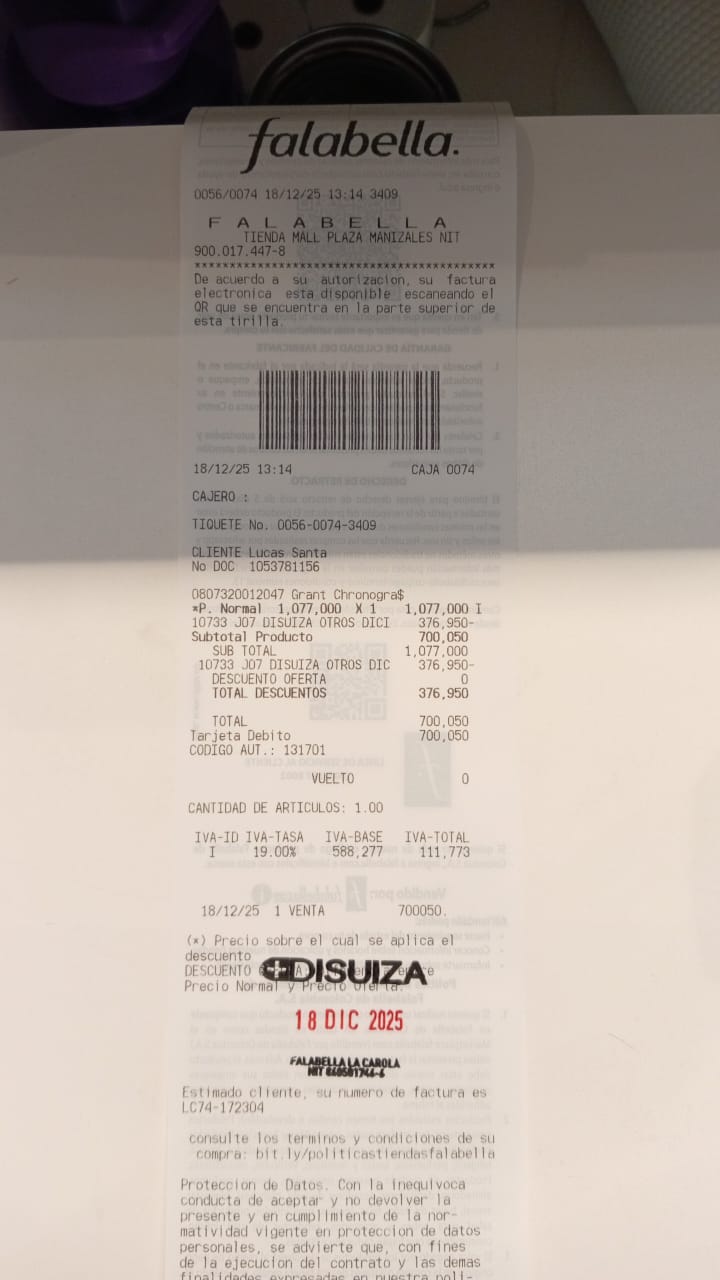 falabella.
0056/0074 18/12/25 13:14 3409
F A L A B E L L A
TIENDA MALL PLAZA MANIZALES NIT
900.017.447-8
*******************************************
De acuerdo a su autorizacion, su factura
electronica esta disponible escaneando el
QR que se encuentra en la parte superior de
esta tirilla.
18/12/25 13:14 CAJA 0074
CAJERO :
TIQUETE No. 0056-0074-3409
CLIENTE Lucas Santa
No DOC 1053781156
0807320012047 Grant Chronogra$
*P. Normal 1,077,000 X 1 1,077,000 I
10733 J07 DISUIZA OTROS DICI 376,950-
Subtotal Producto 700,050
SUB TOTAL 1,077,000
10733 J07 DISUIZA OTROS DIC 376,950-
DESCUENTO OFERTA 0
TOTAL DESCUENTOS 376,950
TOTAL 700,050
Tarjeta Debito 700,050
CODIGO AUT.: 131701
VUELTO 0
CANTIDAD DE ARTICULOS: 1.00
IVA-ID IVA-TASA IVA-BASE IVA-TOTAL
I 19.00% 588,277 111,773
18/12/25 1 VENTA 700050.
(*) Precio sobre el cual se aplica el
descuento
DESCUENTO
DISUIZA
Precio Normal y Precio Oferta.
18 DIC 2025
FALABELLA LA CAROLA
NIT
Estimado cliente, su numero de factura es
LC74-172304
consulte los terminos y condiciones de su
compra: bit.ly/politicastiendasfalabella
Proteccion de Datos. Con la inequivoca
conducta de aceptar y no devolver la
presente y en cumplimiento de la nor-
matividad vigente en proteccion de datos
personales, se advierte que, con fines
de la ejecucion del contrato y las demas
finalidades expresadas en nuestra poli-